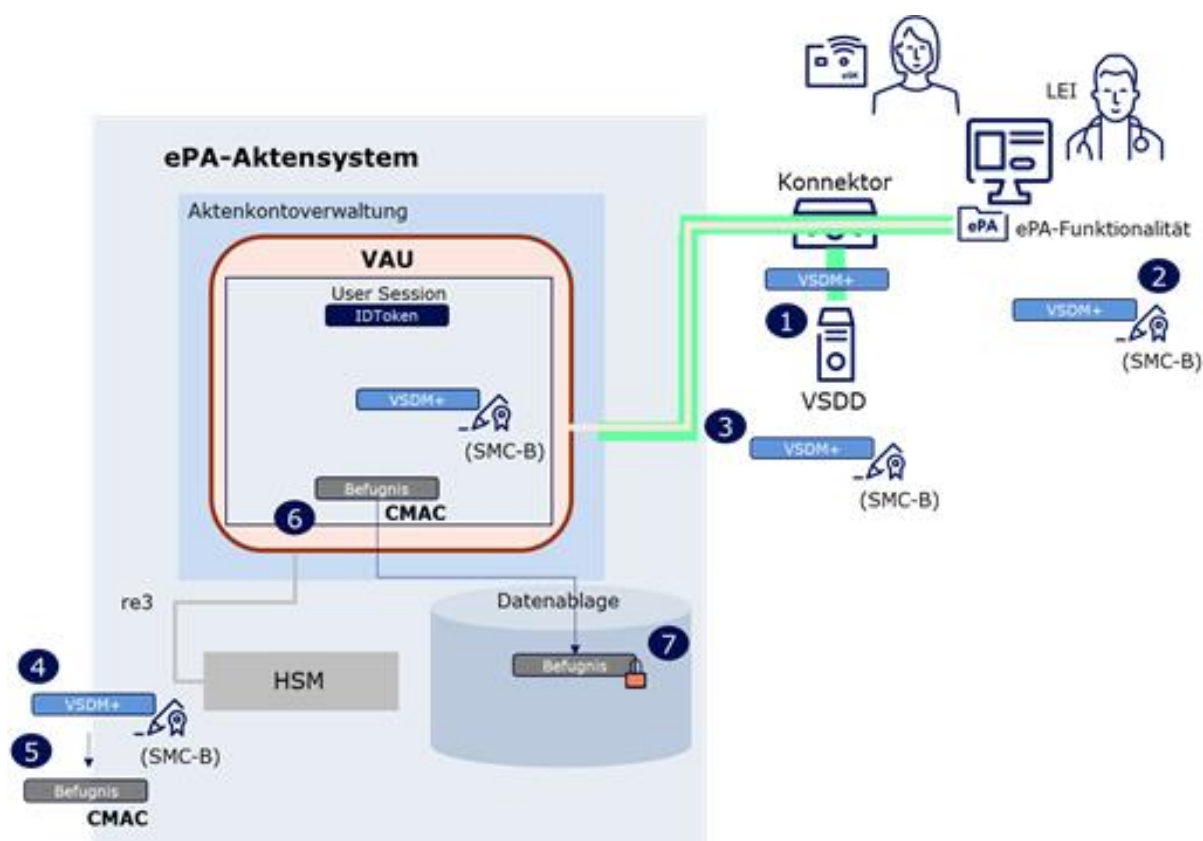 eGK
LEI
ePA-Aktensystem
Konnektor
Aktenkontoverwaltung
ePA
ePA-Funktionalität
VAU
User Session
IDToken
VSDM+
1
2
VSDM+
(SMC-B)
VSDD
VSDM+
(SMC-B)
3
VSDM+
(SMC-B)
Befugnis
6
CMAC
re3
Datenablage
7
Befugnis
4
HSM
VSDM+
(SMC-B)
5
Befugnis
CMAC